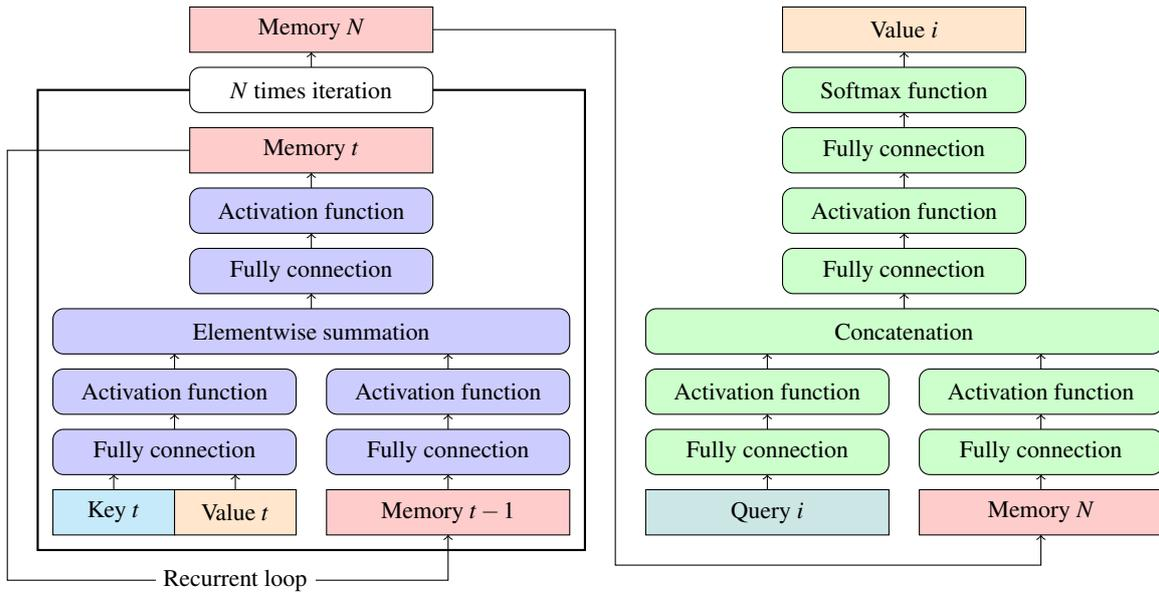 Memory N
N times iteration
Memory t
Activation function
Fully connection
Elementwise summation
Activation function
Activation function
Fully connection
Fully connection
Key t
Value t
Memory t − 1
Recurrent loop
Value i
Softmax function
Fully connection
Activation function
Fully connection
Concatenation
Activation function
Activation function
Fully connection
Fully connection
Query i
Memory N